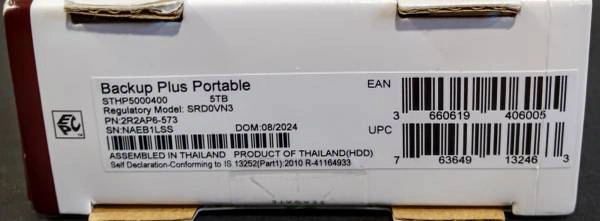 Backup Plus Portable
STHP5000400 5TB
Regulatory Model: SRD0VN3
PN:2R2AP6-573
SN:NAEB1LSS DOM:08/2024
ASSEMBLED IN THAILAND PRODUCT OF THAILAND(HDD)
Self Declaration-Conforming to IS 13252(Part1):2010 R-41164933
EAN
3 660619 406005
UPC
7 63649 13246 3
EPC